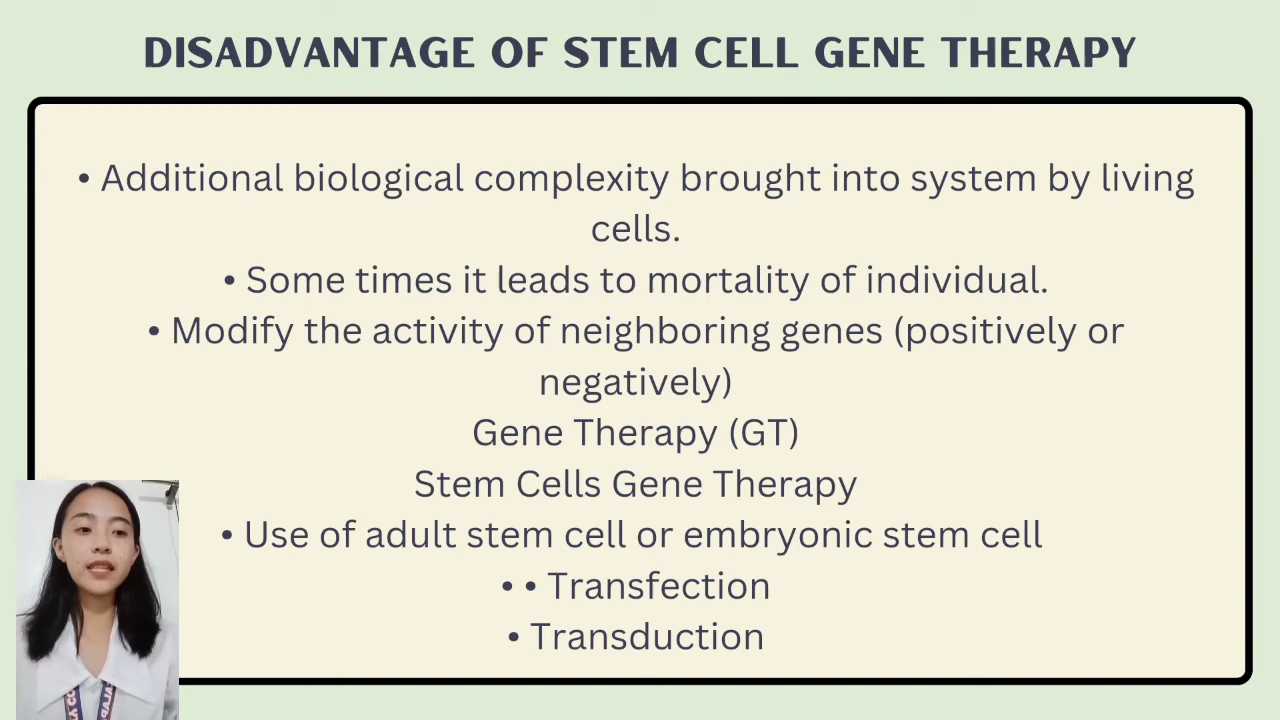 DISADVANTAGE OF STEM CELL GENE THERAPY
• Additional biological complexity brought into system by living
cells.
• Some times it leads to mortality of individual.
• Modify the activity of neighboring genes (positively or
negatively)
Gene Therapy (GT)
Stem Cells Gene Therapy
• Use of adult stem cell or embryonic stem cell
• • Transfection
• Transduction